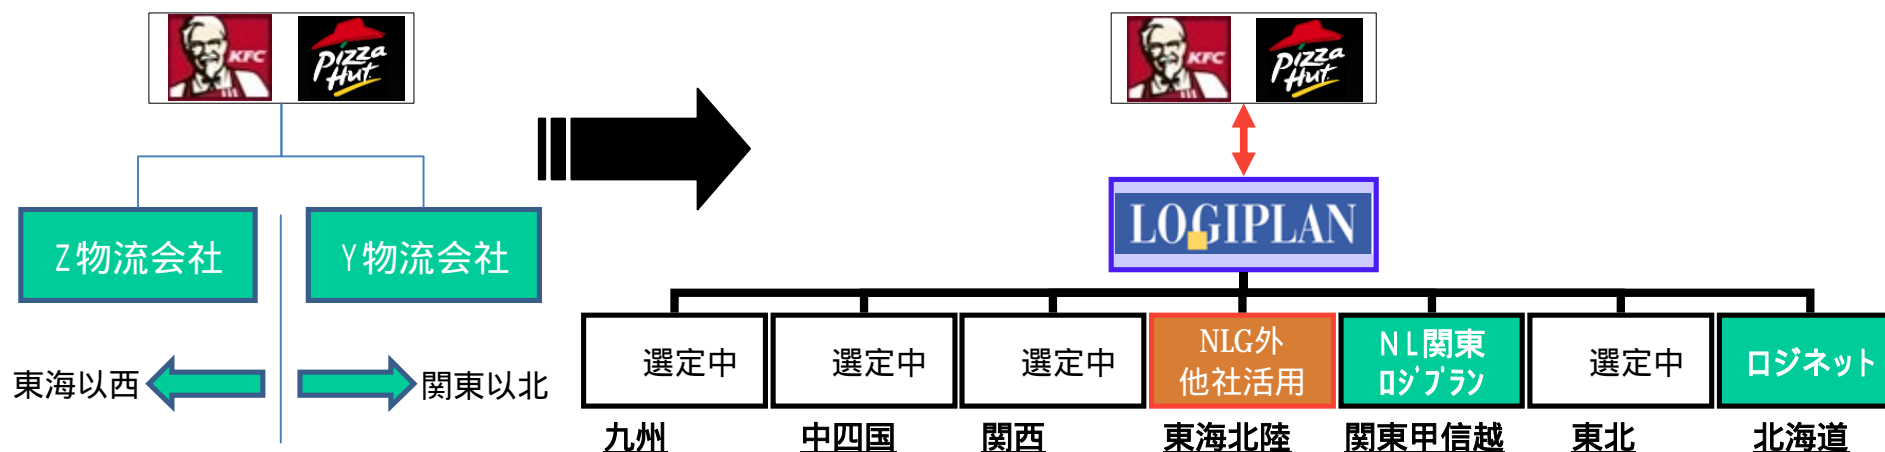 KFC
Pizza
Hut
Z物流会社
Y物流会社
東海以西
関東以北
KFC
Pizza
Hut
LOGIPLAN
選定中
選定中
選定中
NLG外
他社活用
NL関東
ロジプラン
選定中
ロジネット
九州
中四国
関西
東海北陸
関東甲信越
東北
北海道